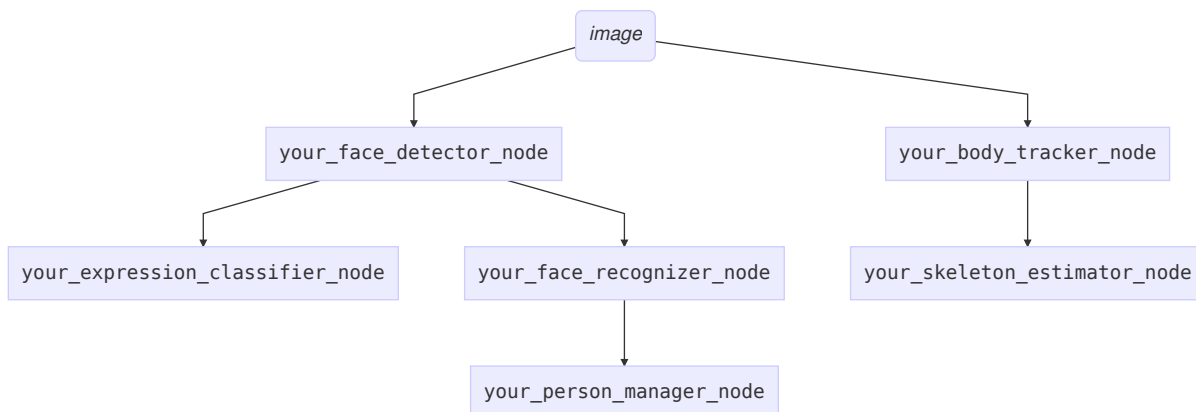 image
your_face_detector_node
your_body_tracker_node
your_expression_classifier_node
your_face_recognizer_node
your_skeleton_estimator_node
your_person_manager_node